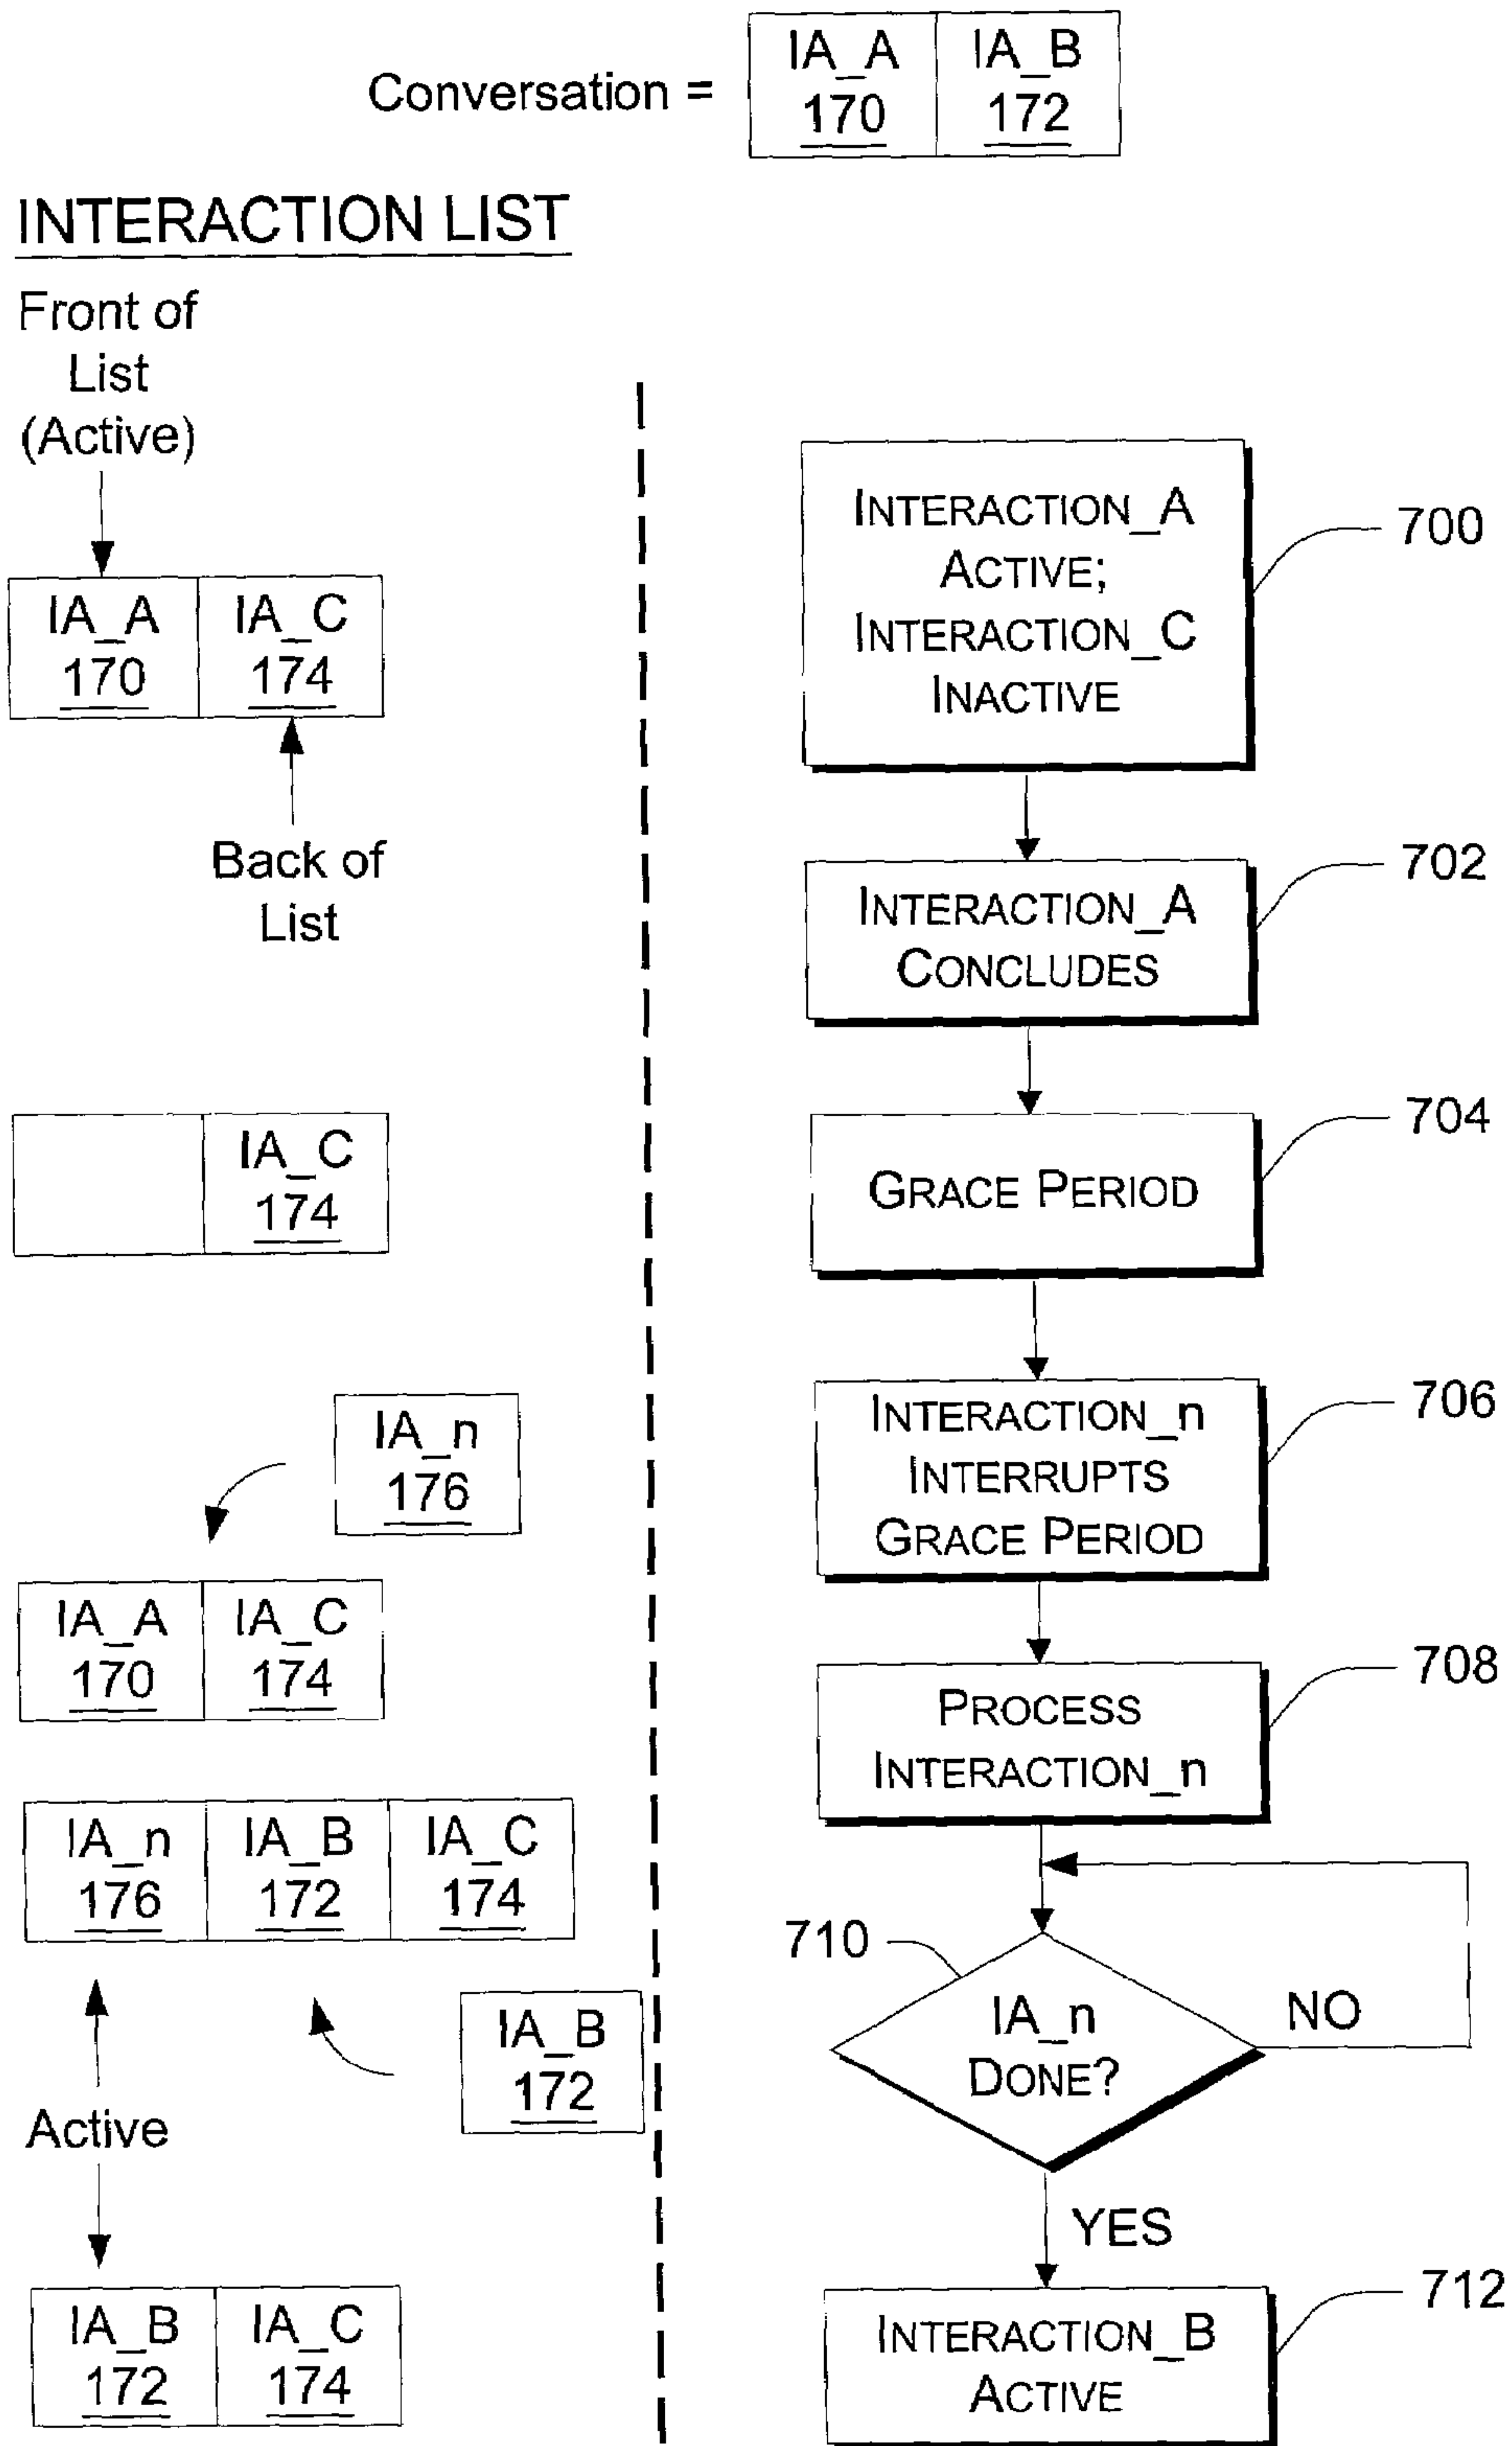 IA_A IA_B
Conversation =
170 172
INTERACTION LIST
Front of
List
(Active)
IA_A IA_C
170 174
Back of
List
IA_C
174
IA_n
176
IA_A IA_C
170 174
IA_n IA_B IA_C
176 172 174
IA_B
172
Active
IA_B IA_C
172 174
INTERACTION_A
ACTIVE;
INTERACTION_C
INACTIVE
700
INTERACTION_A
CONCLUDES
702
GRACE PERIOD
704
INTERACTION_n
INTERRUPTS
GRACE PERIOD
706
PROCESS
INTERACTION_n
708
710
IA_n
DONE?
NO
YES
INTERACTION_B
ACTIVE
712